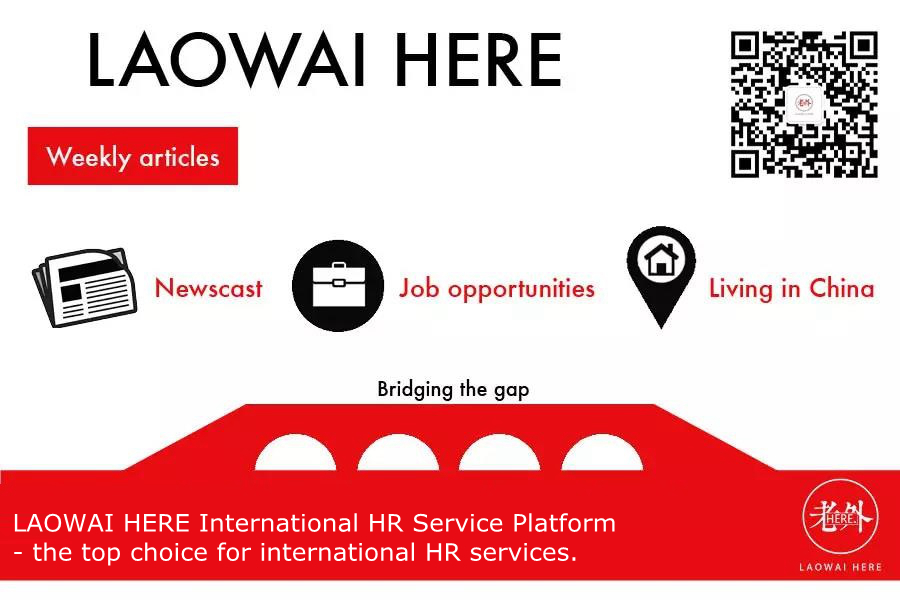 LAOWAI HERE
Weekly articles
Newscast
Job opportunities
Living in China
Bridging the gap
LAOWAI HERE International HR Service Platform
- the top choice for international HR services.
老外
HERE.
LAOWAI HERE